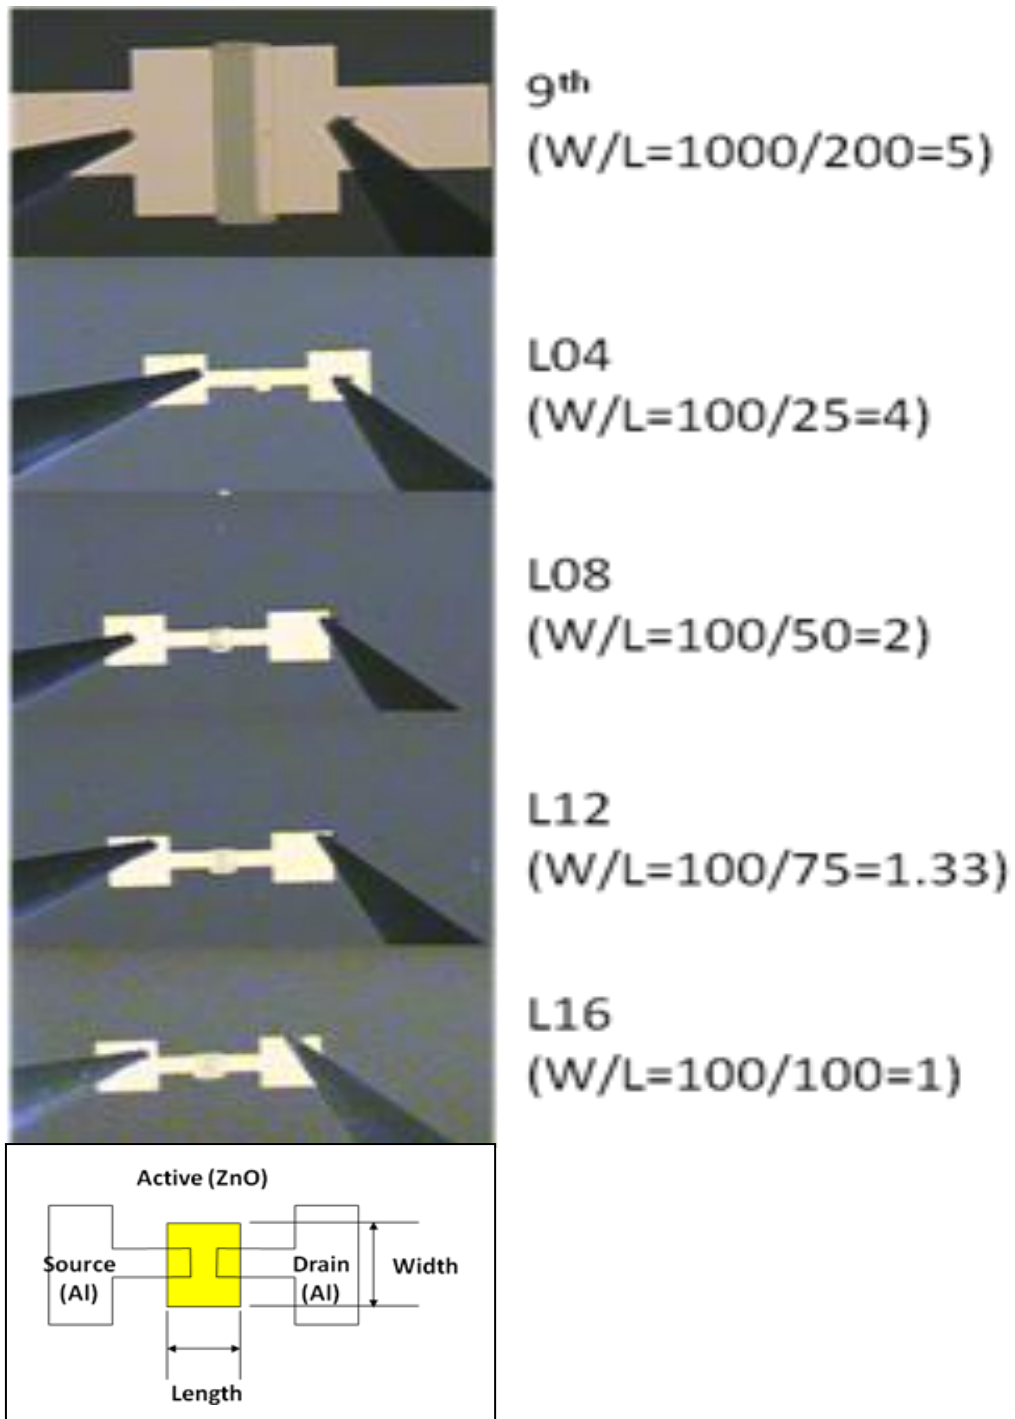 9th
(W/L=1000/200=5)
L04
(W/L=100/25=4)
L08
(W/L=100/50=2)
L12
(W/L=100/75=1.33)
L16
(W/L=100/100=1)
Active (ZnO)
Source
(Al)
Drain
(Al)
Width
Length